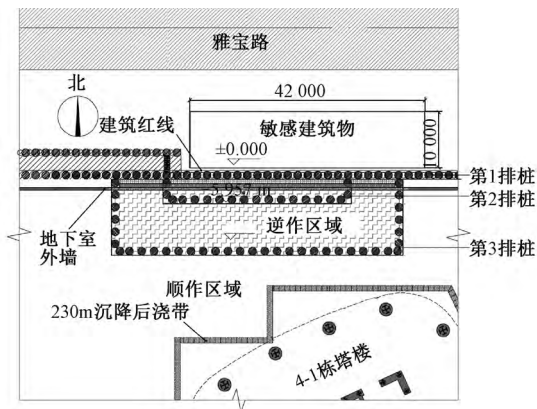 雅宝路
北
42 000
建筑红线
敏感建筑物
10 000
±0.000
第1排桩
5.957 m
第2排桩
地下室
外墙
逆作区域
第3排桩
顺作区域
230m沉降后浇带
4-1栋塔楼